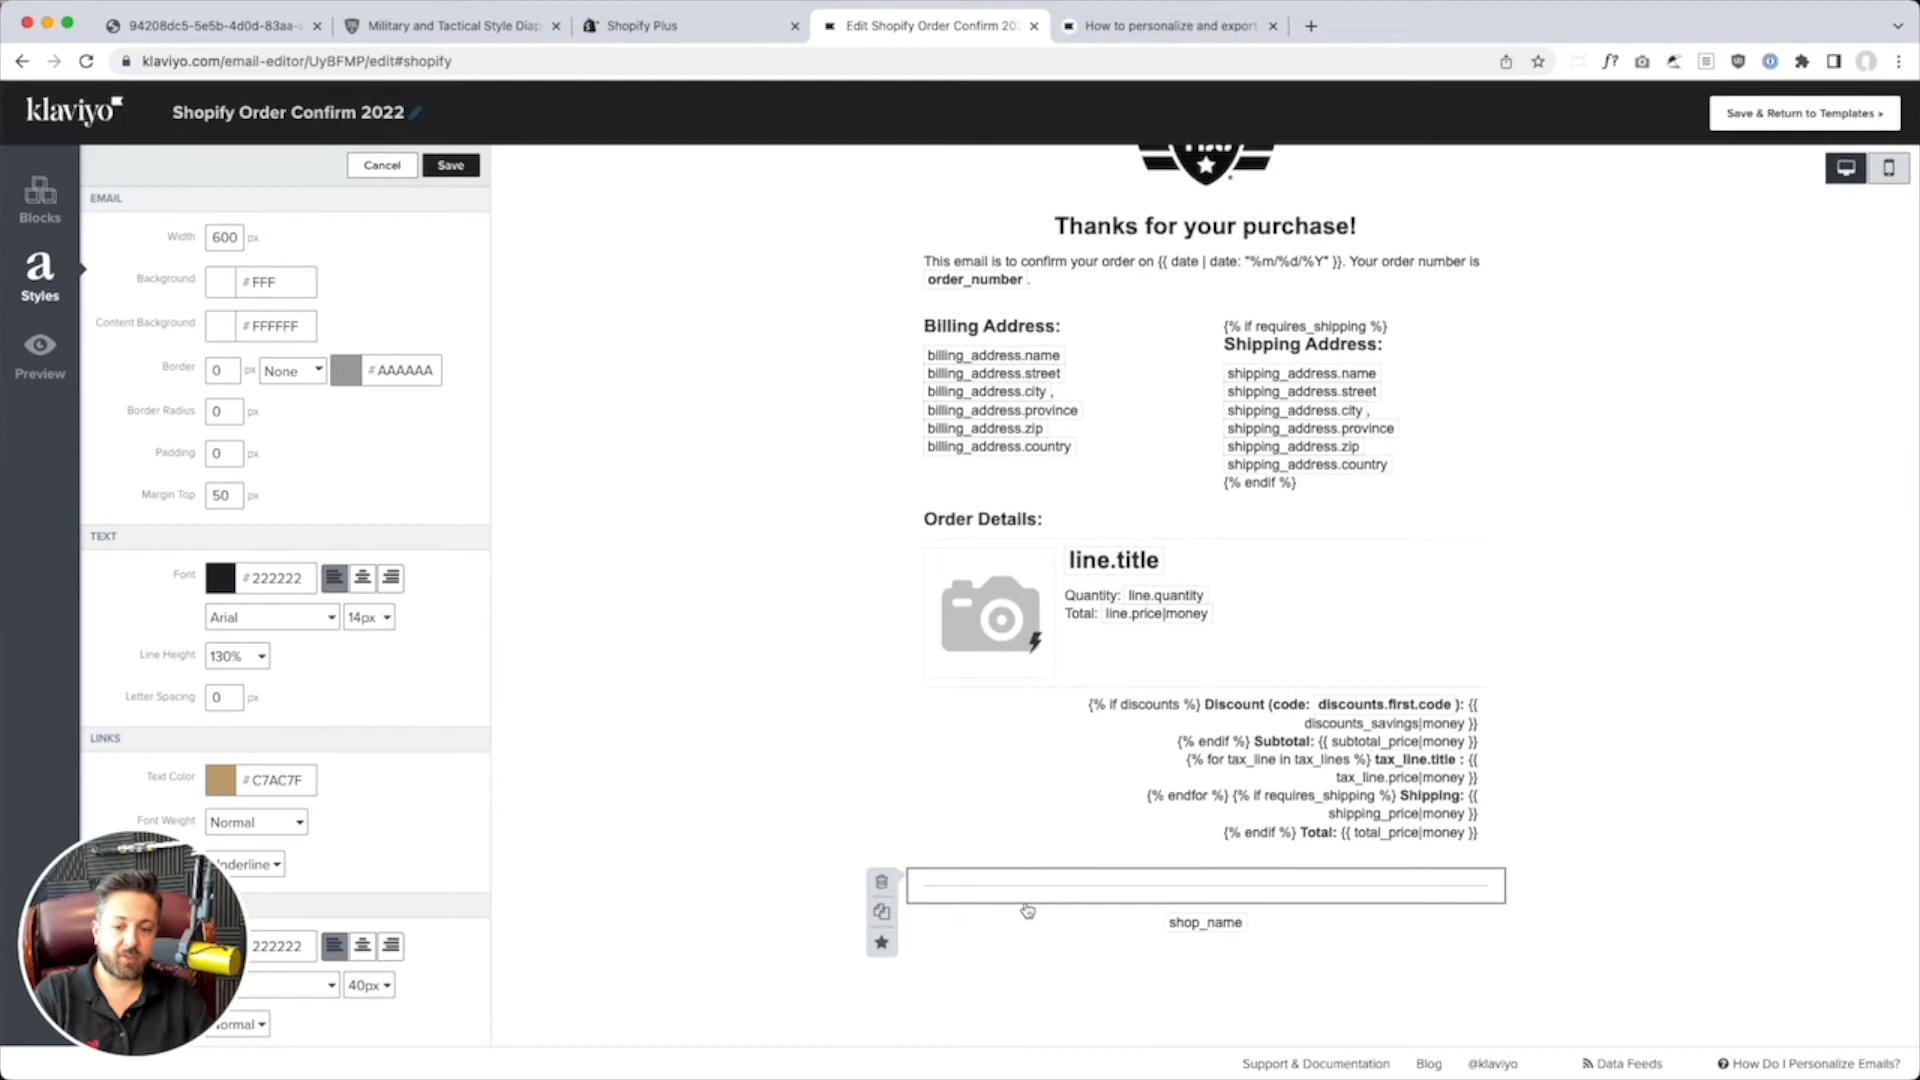 94208dc5-5e5b-4d0d-83aa-
Military and Tactical Style Diap
Shopify Plus
Edit Shopify Order Confirm 202
How to personalize and export
klaviyo.com/email-editor/UyBFMP/edit#shopify
f?
klaviyo
Shopify Order Confirm 2022
Save & Return to Templates »
Blocks
a
Styles
Preview
Cancel
Save
EMAIL
Width
600
px
Background
# FFF
Content Background
# FFFFFF
Border
0
px
None
# AAAAAA
Border Radius
0
px
Padding
0
px
Margin Top
50
px
TEXT
Font
# 222222
Arial
14px
Line Height
130%
Letter Spacing
0
px
LINKS
Text Color
# C7AC7F
Font Weight
Normal
nderline
222222
40px
ormal
Thanks for your purchase!
This email is to confirm your order on {{ date | date: "%m/%d/%Y" }}. Your order number is
order_number .
Billing Address:
billing_address.name
billing_address.street
billing_address.city ,
billing_address.province
billing_address.zip
billing_address.country
{% if requires_shipping %}
Shipping Address:
shipping_address.name
shipping_address.street
shipping_address.city ,
shipping_address.province
shipping_address.zip
shipping_address.country
{% endif %}
Order Details:
line.title
Quantity: line.quantity
Total: line.price|money
{% if discounts %} Discount (code: discounts.first.code ): {{
discounts_savings|money }}
{% endif %} Subtotal: {{ subtotal_price|money }}
{% for tax_line in tax_lines %} tax_line.title : {{
tax_line.price|money }}
{% endfor %} {% if requires_shipping %} Shipping: {{
shipping_price|money }}
{% endif %} Total: {{ total_price|money }}
shop_name
Support & Documentation
Blog
@klaviyo
Data Feeds
How Do I Personalize Emails?